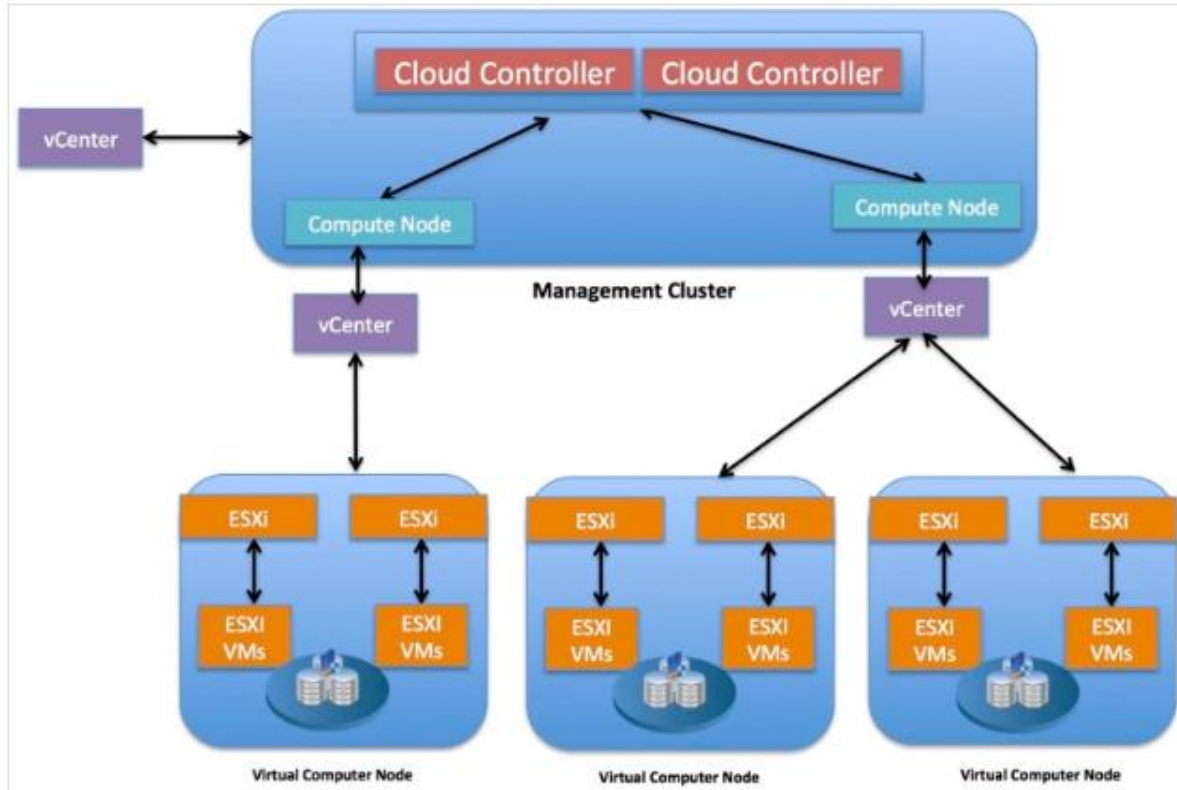 Cloud Controller
Cloud Controller
vCenter
Compute Node
Compute Node
Management Cluster
vCenter
vCenter
ESXi
ESXi
ESXi
ESXi
ESXi
ESXi
ESXI
VMs
ESXI
VMs
ESXI
VMs
ESXI
VMs
ESXI
VMs
ESXI
VMs
Virtual Computer Node
Virtual Computer Node
Virtual Computer Node